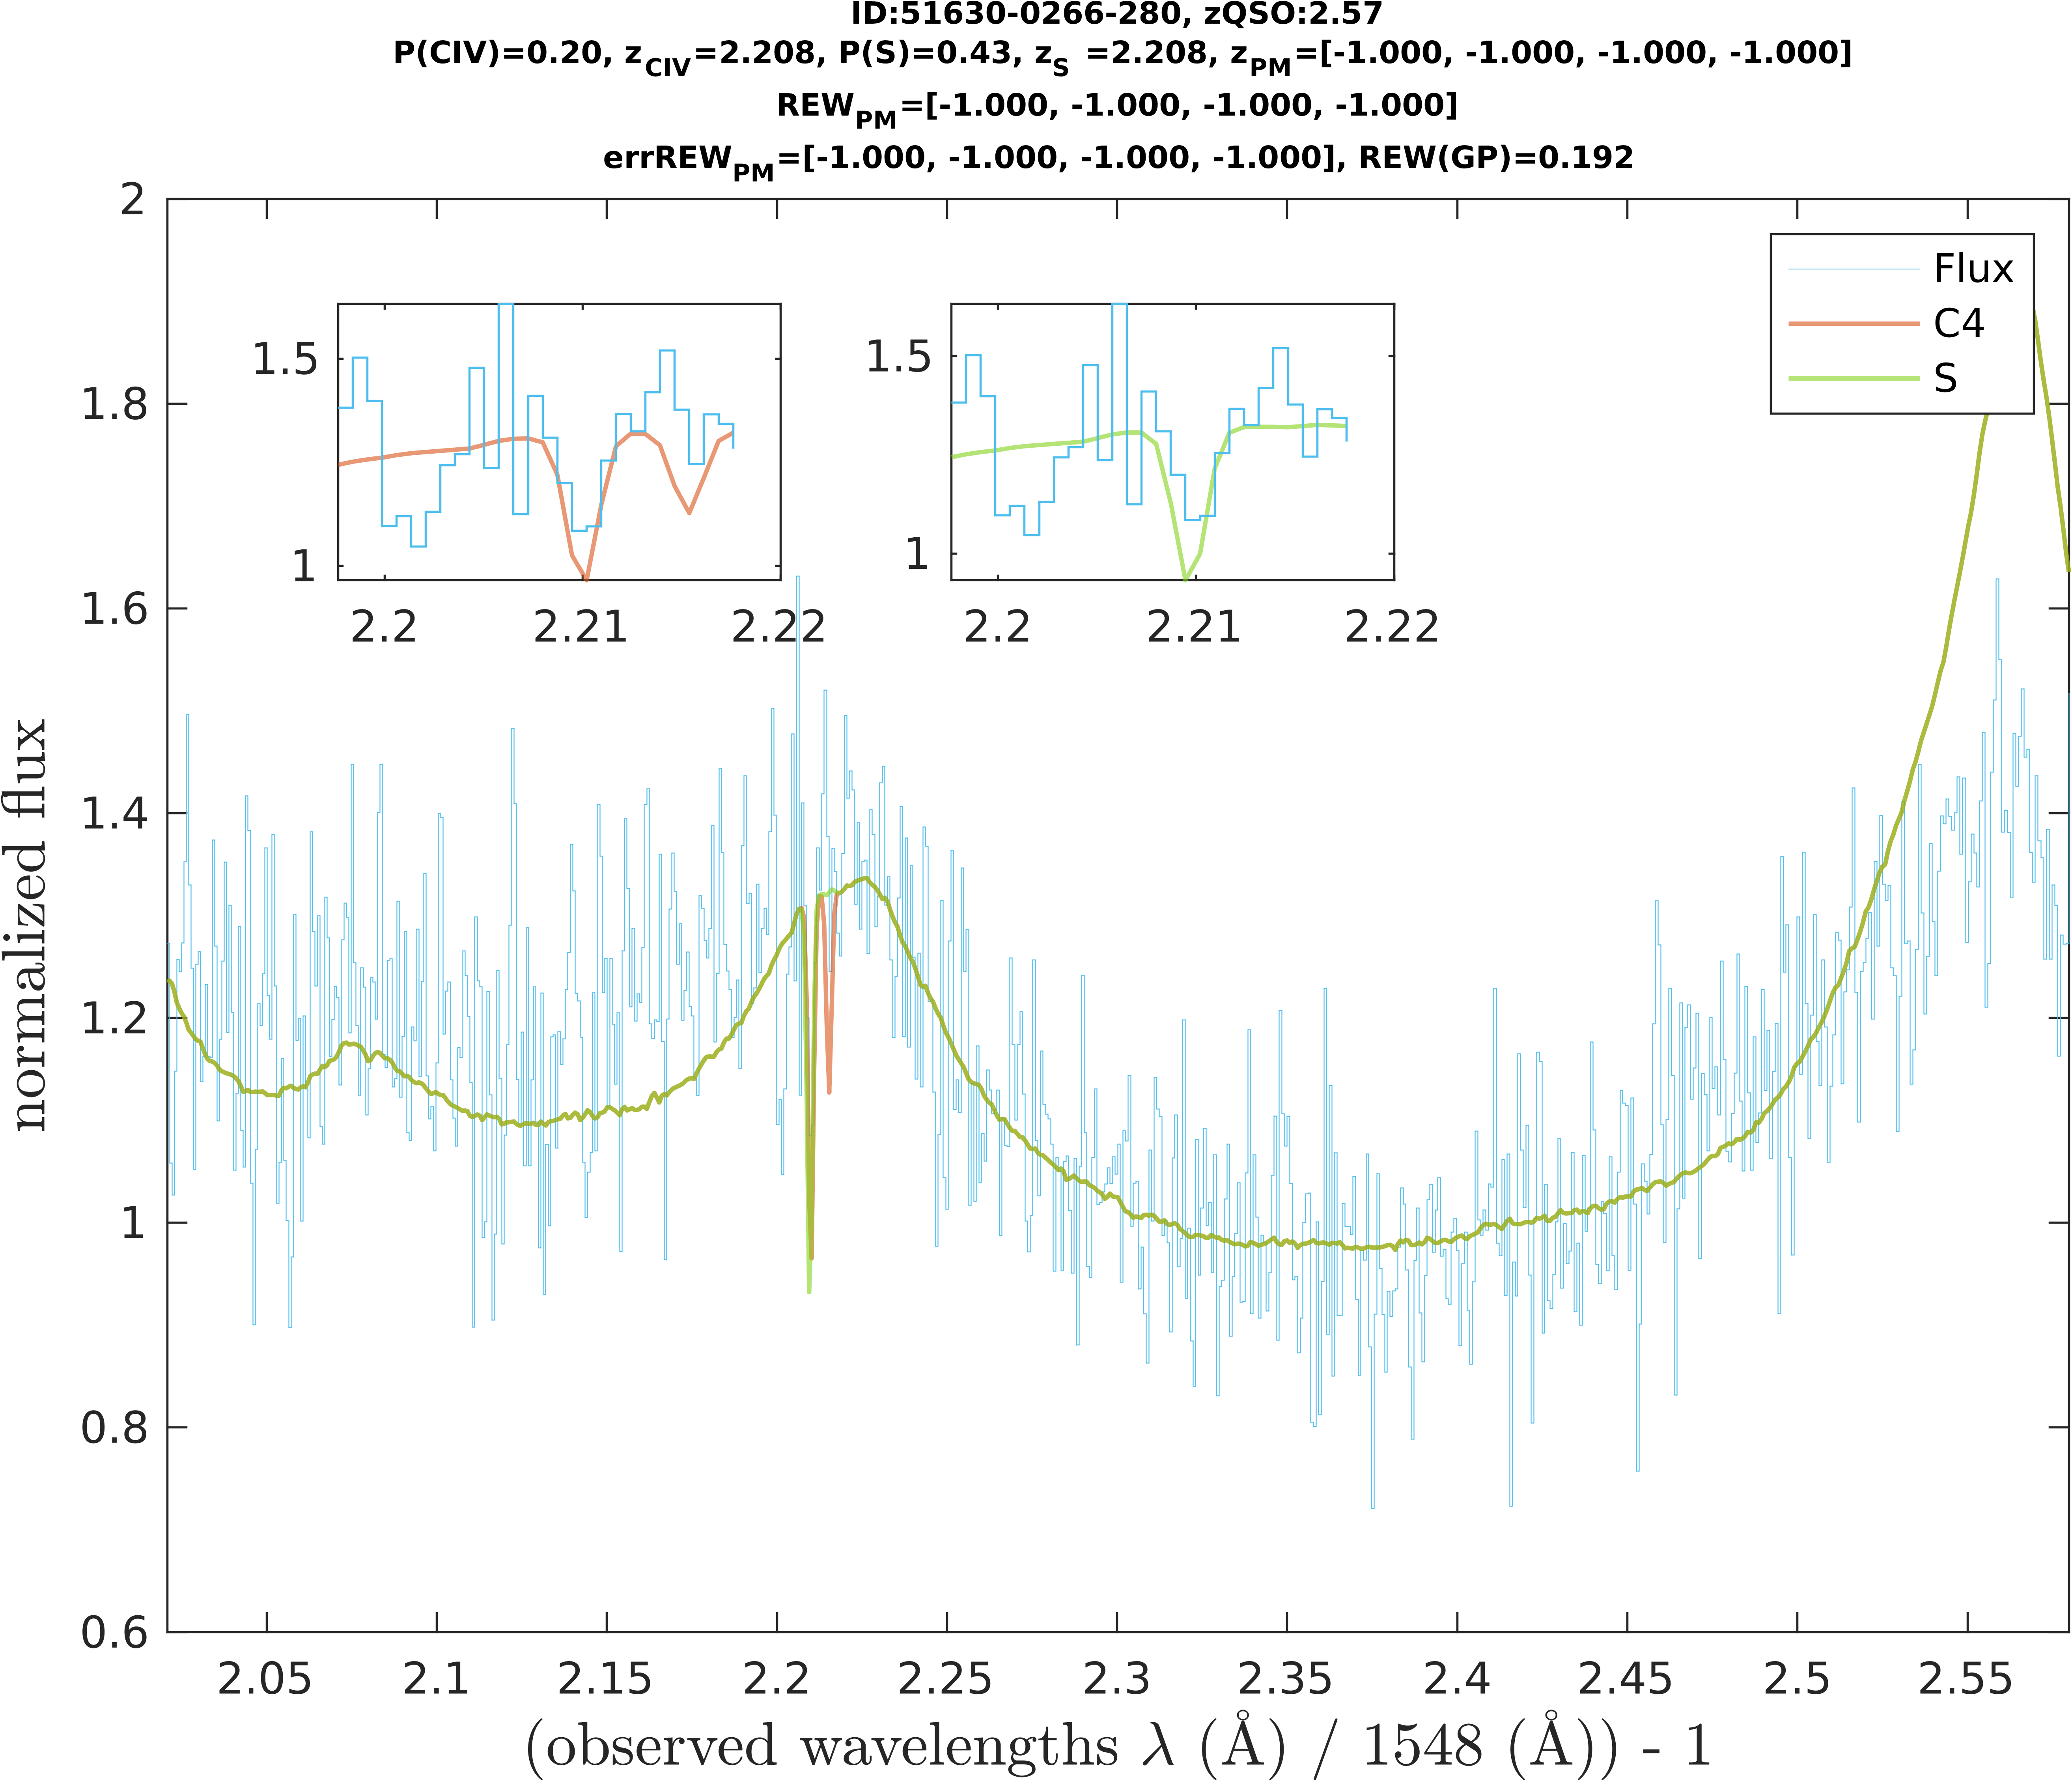 ID:51630-0266-280, zQSO:2.57
P(CIV)=0.20, zCIV=2.208, P(S)=0.43, zS =2.208, zPM=[-1.000, -1.000, -1.000, -1.000]
REWPM=[-1.000, -1.000, -1.000, -1.000]
errREWPM=[-1.000, -1.000, -1.000, -1.000], REW(GP)=0.192
2
1.8
1.6
1.4
1.2
1
0.8
0.6
normalized flux
Flux
C4
S
1.5
1
2.2 2.21 2.22
1.5
1
2.2 2.21 2.22
2.05 2.1 2.15 2.2 2.25 2.3 2.35 2.4 2.45 2.5 2.55
(observed wavelengths λ (Å) / 1548 (Å)) - 1